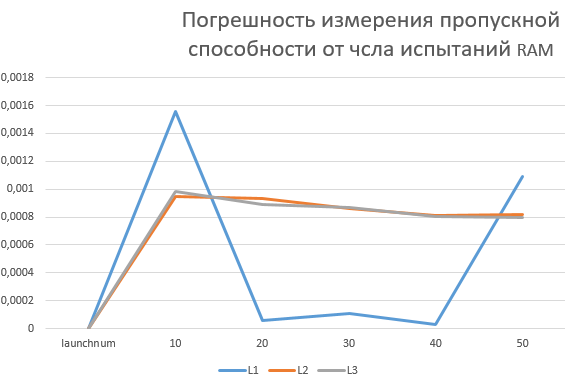 Погрешность измерения пропускной
способности от чсла испытаний RAM
0,0018
0,0016
0,0014
0,0012
0,001
0,0008
0,0006
0,0004
0,0002
0
launchnum 10 20 30 40 50
L1 L2 L3